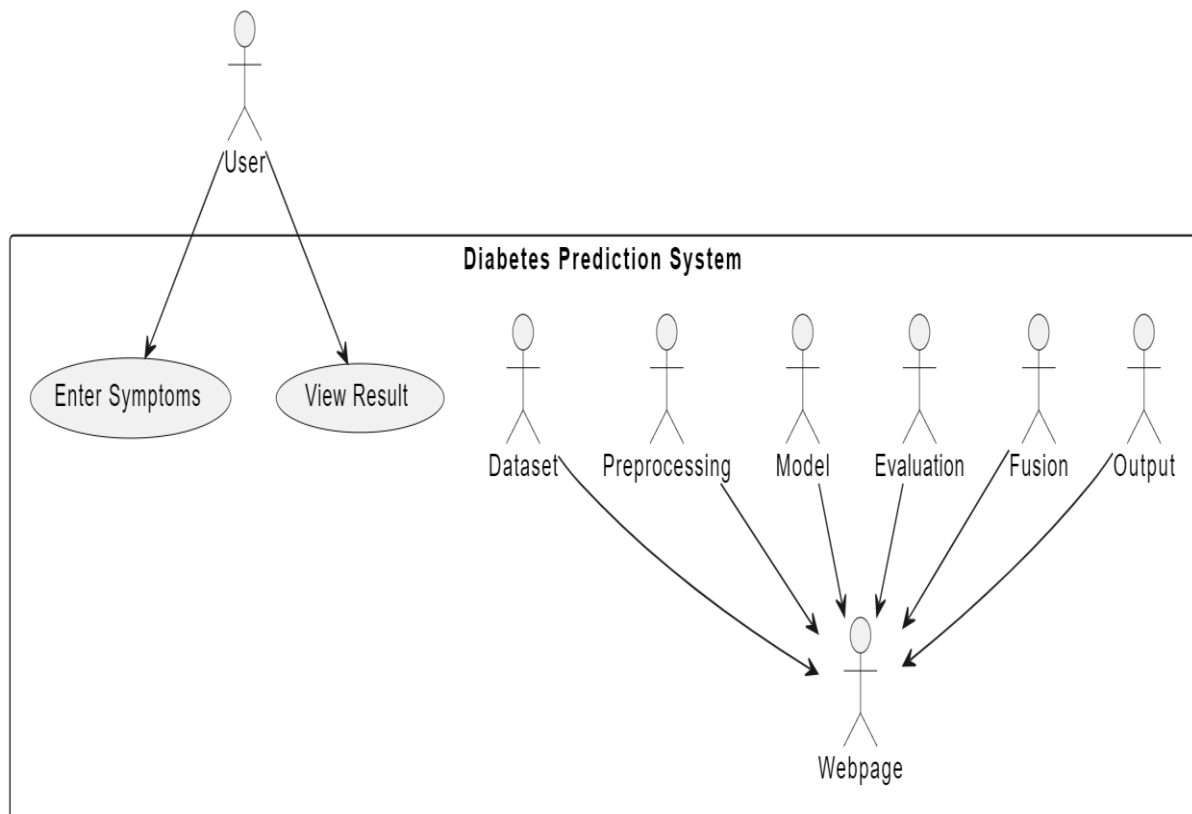 User
Diabetes Prediction System
Enter Symptoms
View Result
Dataset
Preprocessing
Model
Evaluation
Fusion
Output
Webpage